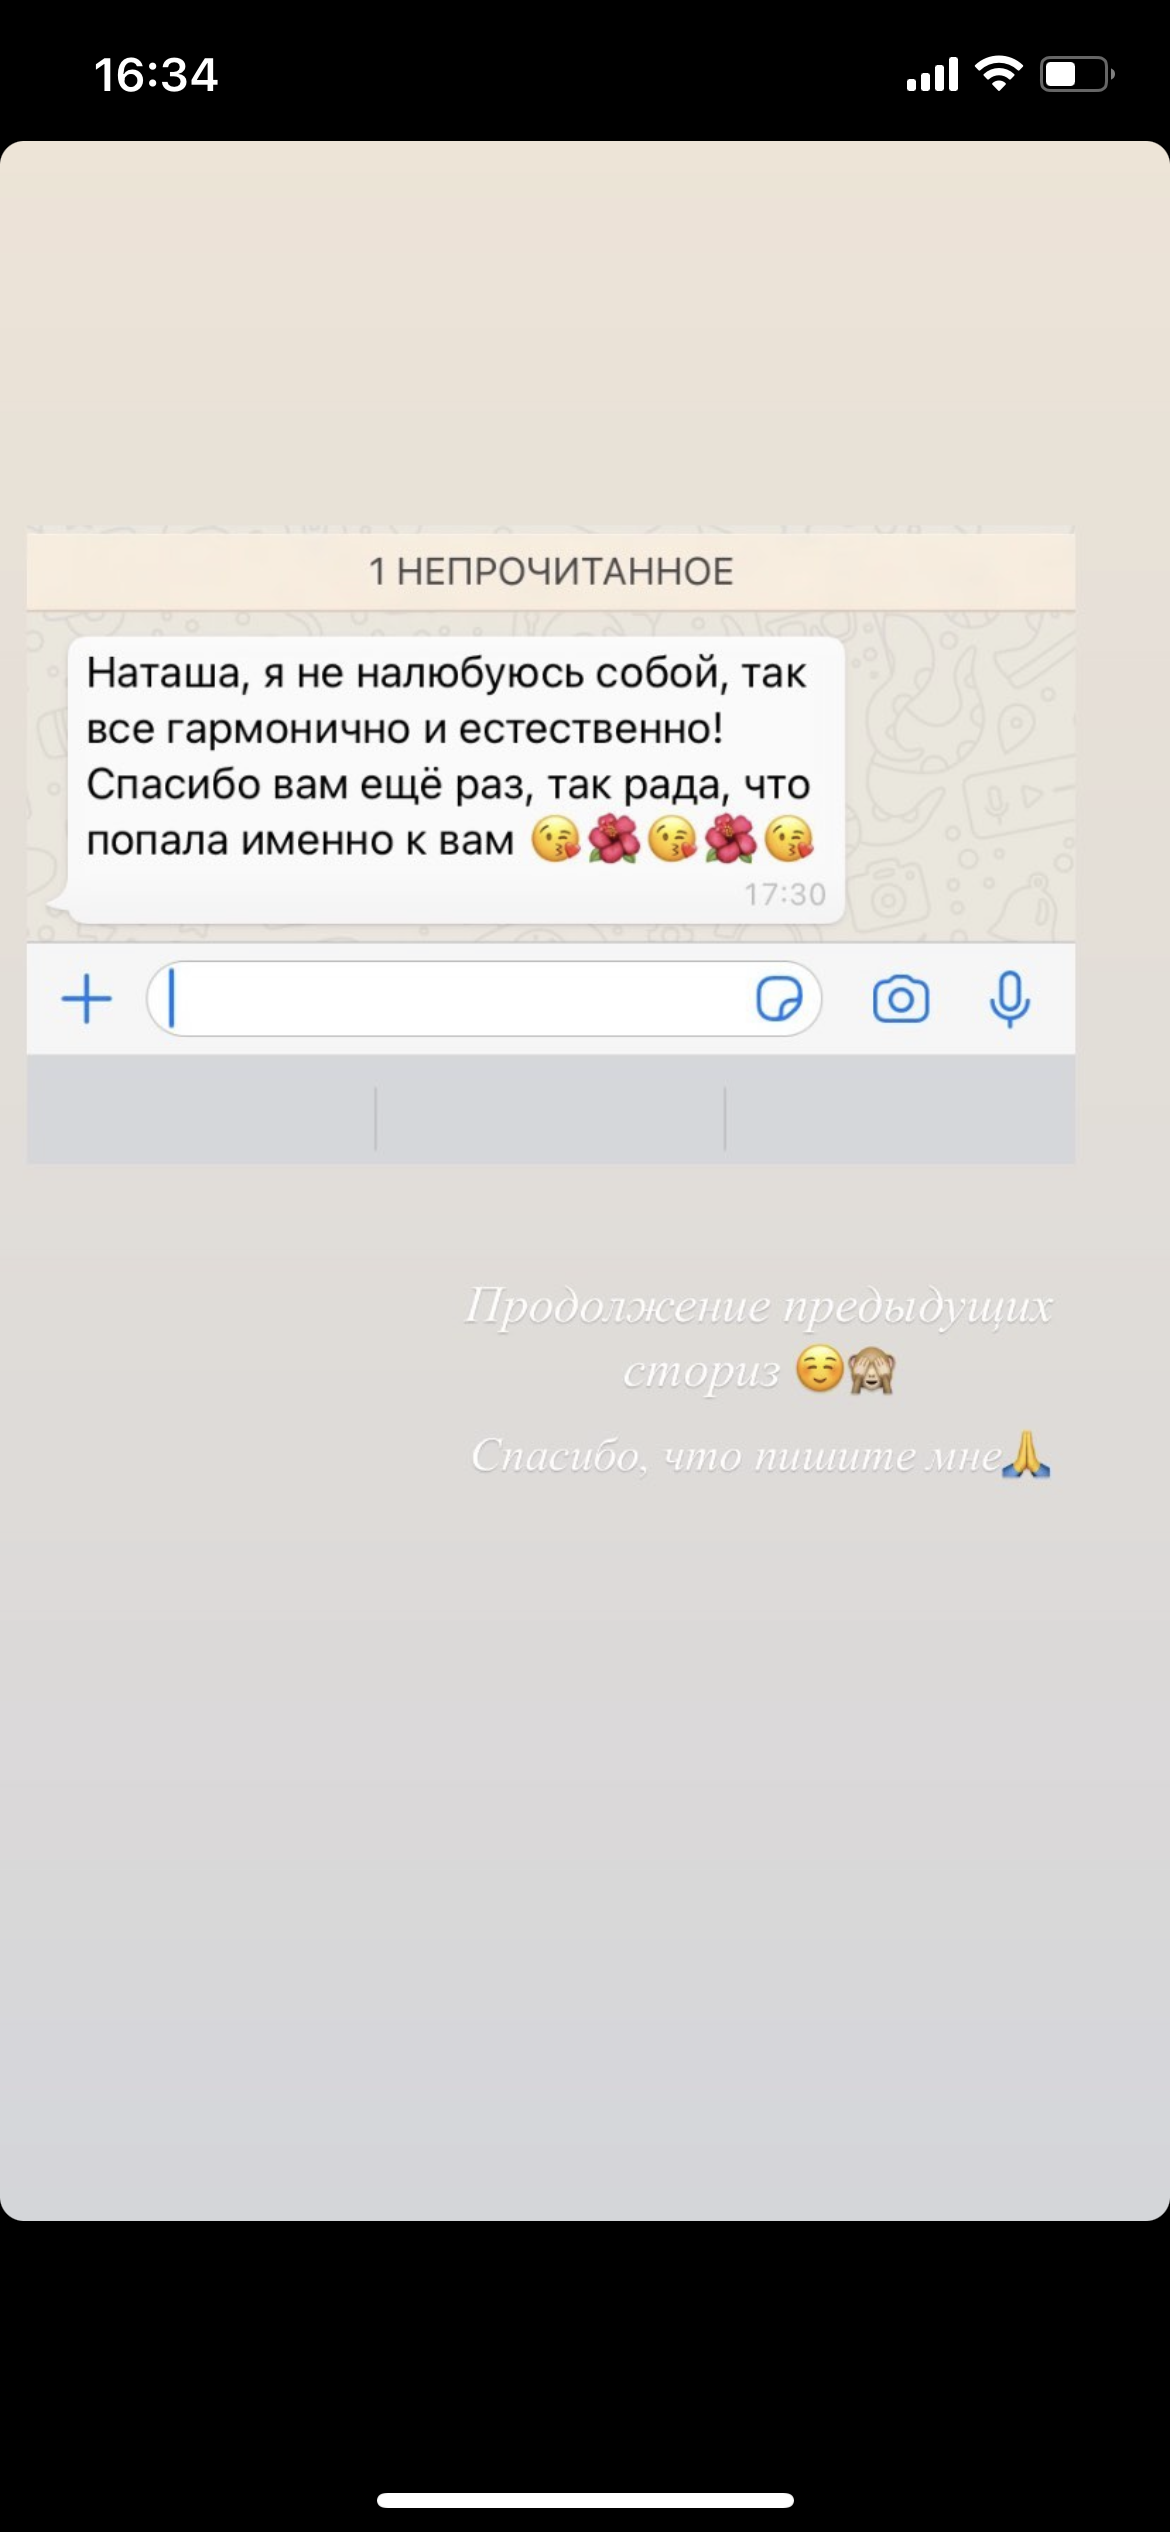 16:34
1 НЕПРОЧИТАННОЕ
Наташа, я не налюбуюсь собой, так
все гармонично и естественно!
Спасибо вам ещё раз, так рада, что
попала именно к вам 😘🌺😘🌺😘
17:30
Продолжение предыдущих
сториз ☺️🙈
Спасибо, что пишите мне🙏